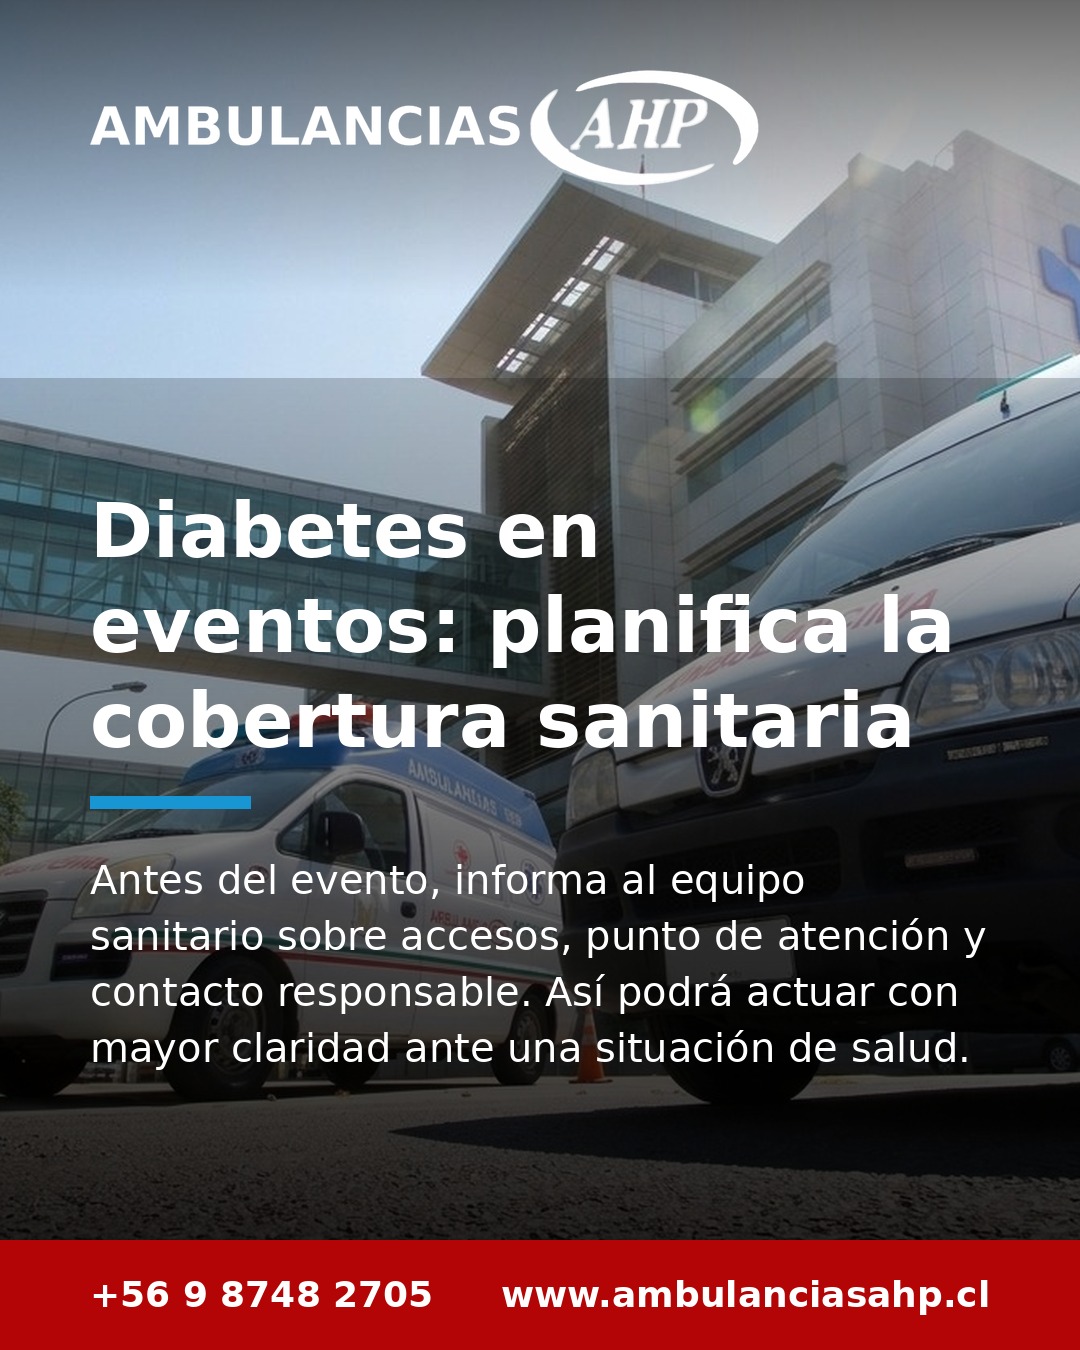 AMBULANCIAS AHP
Diabetes en
eventos: planifica la
cobertura sanitaria
Antes del evento, informa al equipo
sanitario sobre accesos, punto de atención y
contacto responsable. Así podrá actuar con
mayor claridad ante una situación de salud.
+56 9 8748 2705 www.ambulanciasahp.cl